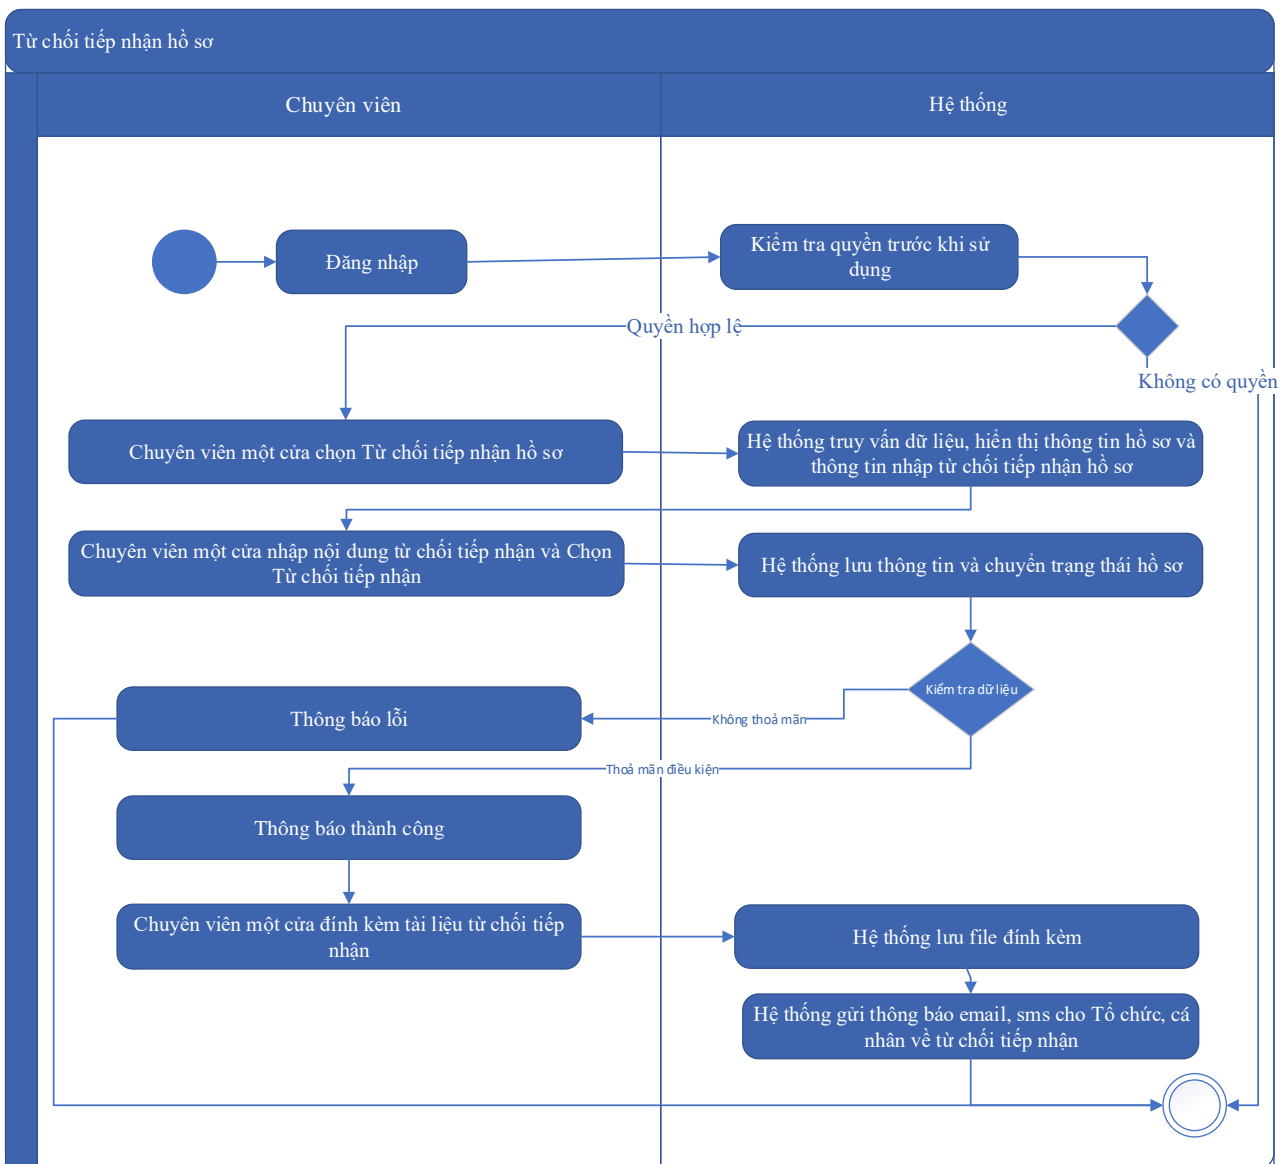 Từ chối tiếp nhận hồ sơ
Chuyên viên
Hệ thống
Đăng nhập
Kiểm tra quyền trước khi sử
dụng
Quyền hợp lệ
Không có quyền
Chuyên viên một cửa chọn Từ chối tiếp nhận hồ sơ
Hệ thống truy vấn dữ liệu, hiển thị thông tin hồ sơ và
thông tin nhập từ chối tiếp nhận hồ sơ
Chuyên viên một cửa nhập nội dung từ chối tiếp nhận và Chọn
Từ chối tiếp nhận
Hệ thống lưu thông tin và chuyển trạng thái hồ sơ
Kiểm tra dữ liệu
Thông báo lỗi
Không thoả mãn
Thoả mãn điều kiện
Thông báo thành công
Chuyên viên một cửa đính kèm tài liệu từ chối tiếp
nhận
Hệ thống lưu file đính kèm
Hệ thống gửi thông báo email, sms cho Tổ chức, cá
nhân về từ chối tiếp nhận